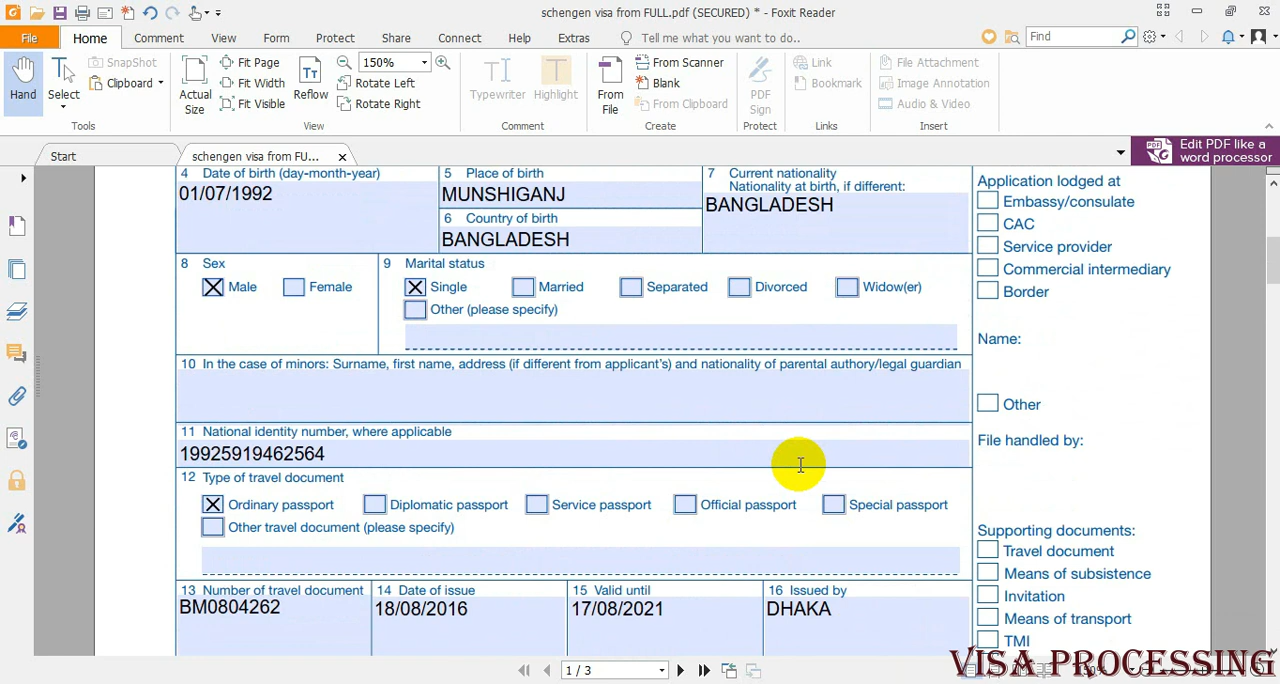 schengen visa from FULL.pdf (SECURED) * - Foxit Reader
File Home Comment View Form Protect Share Connect Help Extras Tell me what you want to do.. Find
Hand
Select
SnapShot
Clipboard
Tools
Actual Size
Fit Page
Fit Width
Fit Visible
Reflow
150%
Rotate Left
Rotate Right
View
Typewriter
Highlight
Comment
From File
From Scanner
Blank
From Clipboard
Create
PDF Sign
Protect
Link
Bookmark
Links
File Attachment
Image Annotation
Audio & Video
Insert
Start
schengen visa from FU...
Edit PDF like a
word processor
4 Date of birth (day-month-year)
01/07/1992
5 Place of birth
MUNSHIGANJ
6 Country of birth
BANGLADESH
7 Current nationality
Nationality at birth, if different:
BANGLADESH
8 Sex
Male Female
9 Marital status
Single Married Separated Divorced Widow(er)
Other (please specify)
10 In the case of minors: Surname, first name, address (if different from applicant's) and nationality of parental authory/legal guardian
11 National identity number, where applicable
19925919462564
12 Type of travel document
Ordinary passport Diplomatic passport Service passport Official passport Special passport
Other travel document (please specify)
13 Number of travel document
BM0804262
14 Date of issue
18/08/2016
15 Valid until
17/08/2021
16 Issued by
DHAKA
Application lodged at
Embassy/consulate
CAC
Service provider
Commercial intermediary
Border
Name:
Other
File handled by:
Supporting documents:
Travel document
Means of subsistence
Invitation
Means of transport
TMI
1 / 3
VISA PROCESSING